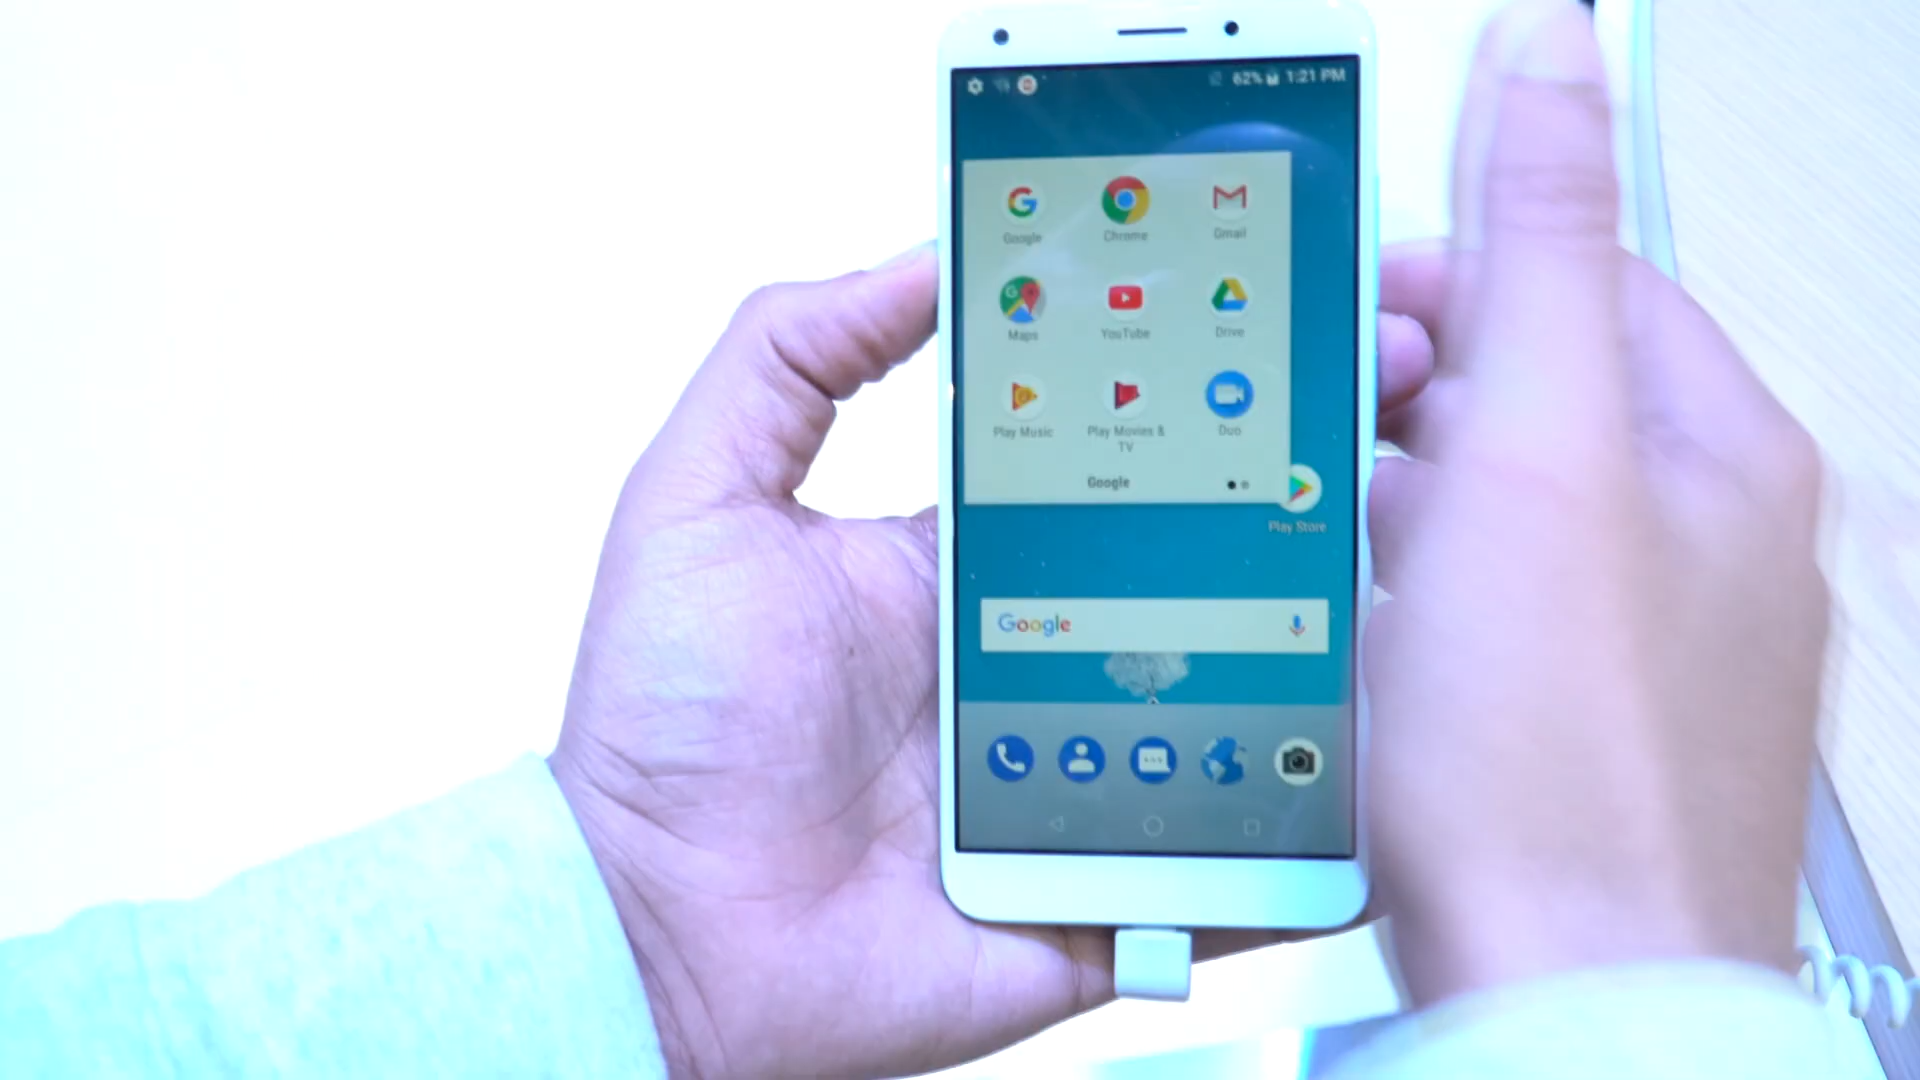 62% 1:21 PM
Google Chrome Gmail
Maps YouTube Drive
Play Music Play Movies & TV Duo
Google
Play Store
Google